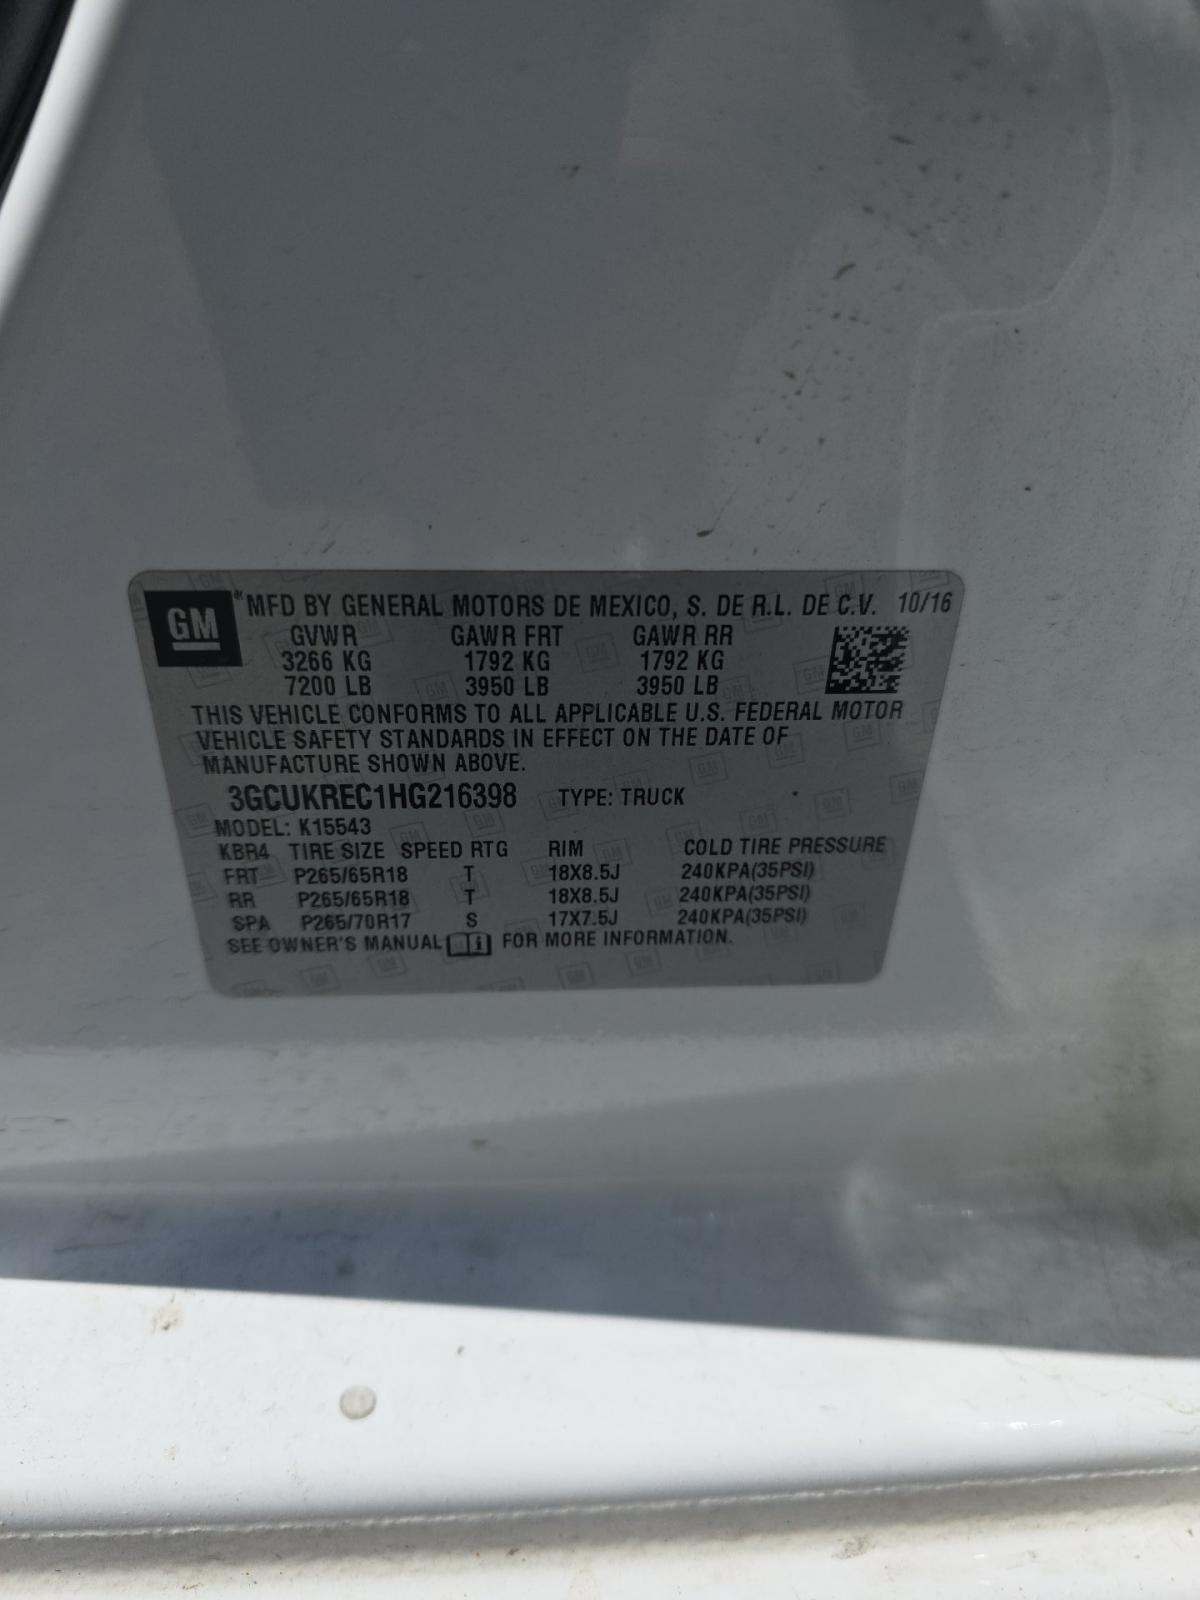 GM MFD BY GENERAL MOTORS DE MEXICO, S. DE R.L. DE C.V. 10/16
GVWR GAWR FRT GAWR RR
3266 KG 1792 KG 1792 KG
7200 LB 3950 LB 3950 LB
THIS VEHICLE CONFORMS TO ALL APPLICABLE U.S. FEDERAL MOTOR
VEHICLE SAFETY STANDARDS IN EFFECT ON THE DATE OF
MANUFACTURE SHOWN ABOVE.
3GCUKREC1HG216398 TYPE: TRUCK
MODEL: K15543
KBR4 TIRE SIZE SPEED RTG RIM COLD TIRE PRESSURE
FRT P265/65R18 T 18X8.5J 240KPA(35PSI)
RR P265/65R18 T 18X8.5J 240KPA(35PSI)
SPA P265/70R17 S 17X7.5J 240KPA(35PSI)
SEE OWNER'S MANUAL FOR MORE INFORMATION.